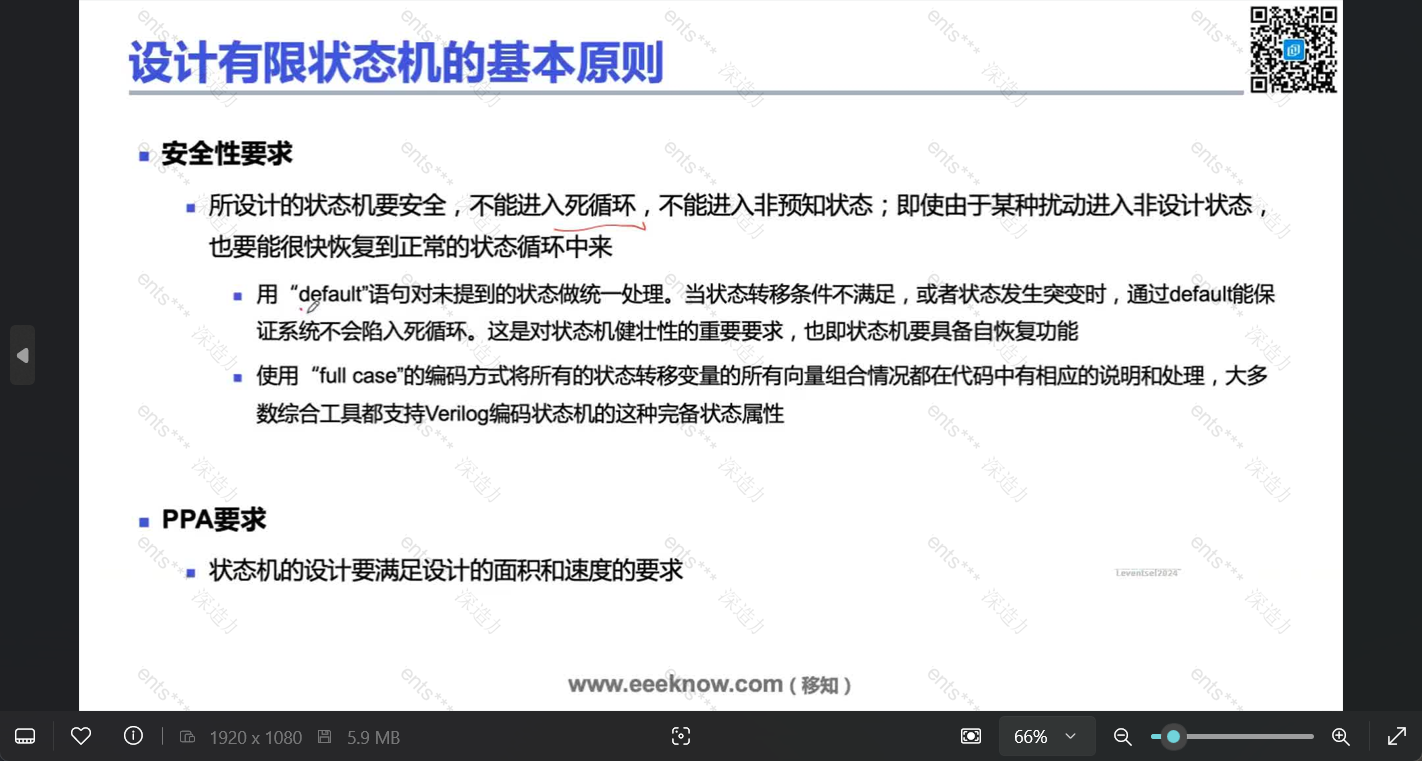 设计有限状态机的基本原则
安全性要求
所设计的状态机要安全，不能进入死循环，不能进入非预知状态；即使由于某种扰动进入非设计状态，
也要能很快恢复到正常的状态循环中来
用“default”语句对未提到的状态做统一处理。当状态转移条件不满足，或者状态发生突变时，通过default能保
证系统不会陷入死循环。这是对状态机健壮性的重要要求，也即状态机要具备自恢复功能
使用“full case”的编码方式将所有的状态转移变量的所有向量组合情况都在代码中有相应的说明和处理，大多
数综合工具都支持Verilog编码状态机的这种完备状态属性
PPA要求
状态机的设计要满足设计的面积和速度的要求
www.eeeknow.com（移知）
1920 x 1080
5.9 MB
66%